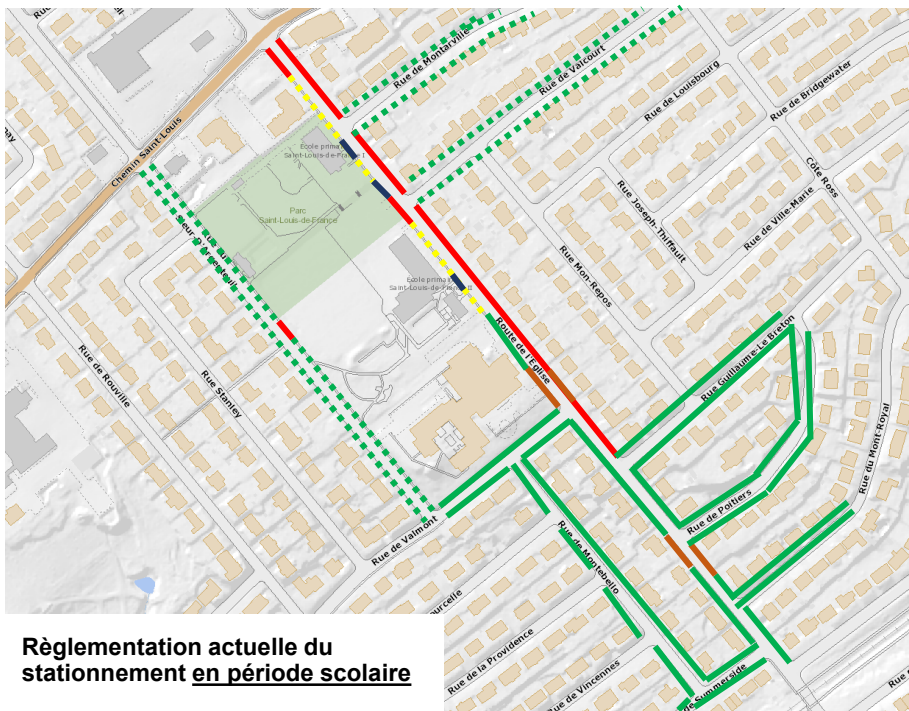 Rue de Montarville
Rue de Valcourt
Rue de Louisbourg
Rue de Bridgewater
Chemin Saint-Louis
École prima
Saint-Louis-de-France I
Parc
Saint-Louis-de-France
Côte Ross
Rue Joseph-Thiffault
Rue de Ville-Marie
Rue Mon-Repos
École prima
Saint-Louis-de-France II
Route de l'Église
Rue Guillaume-Le Breton
Rue de Rouville
Rue Stanley
Rue du Mont-Royal
Rue de Poitiers
Rue de Valmont
Rue de Montebello
ourcelle
Rue de la Providence
Rue de Vincennes
de Summerside
Règlementation actuelle du
stationnement en période scolaire